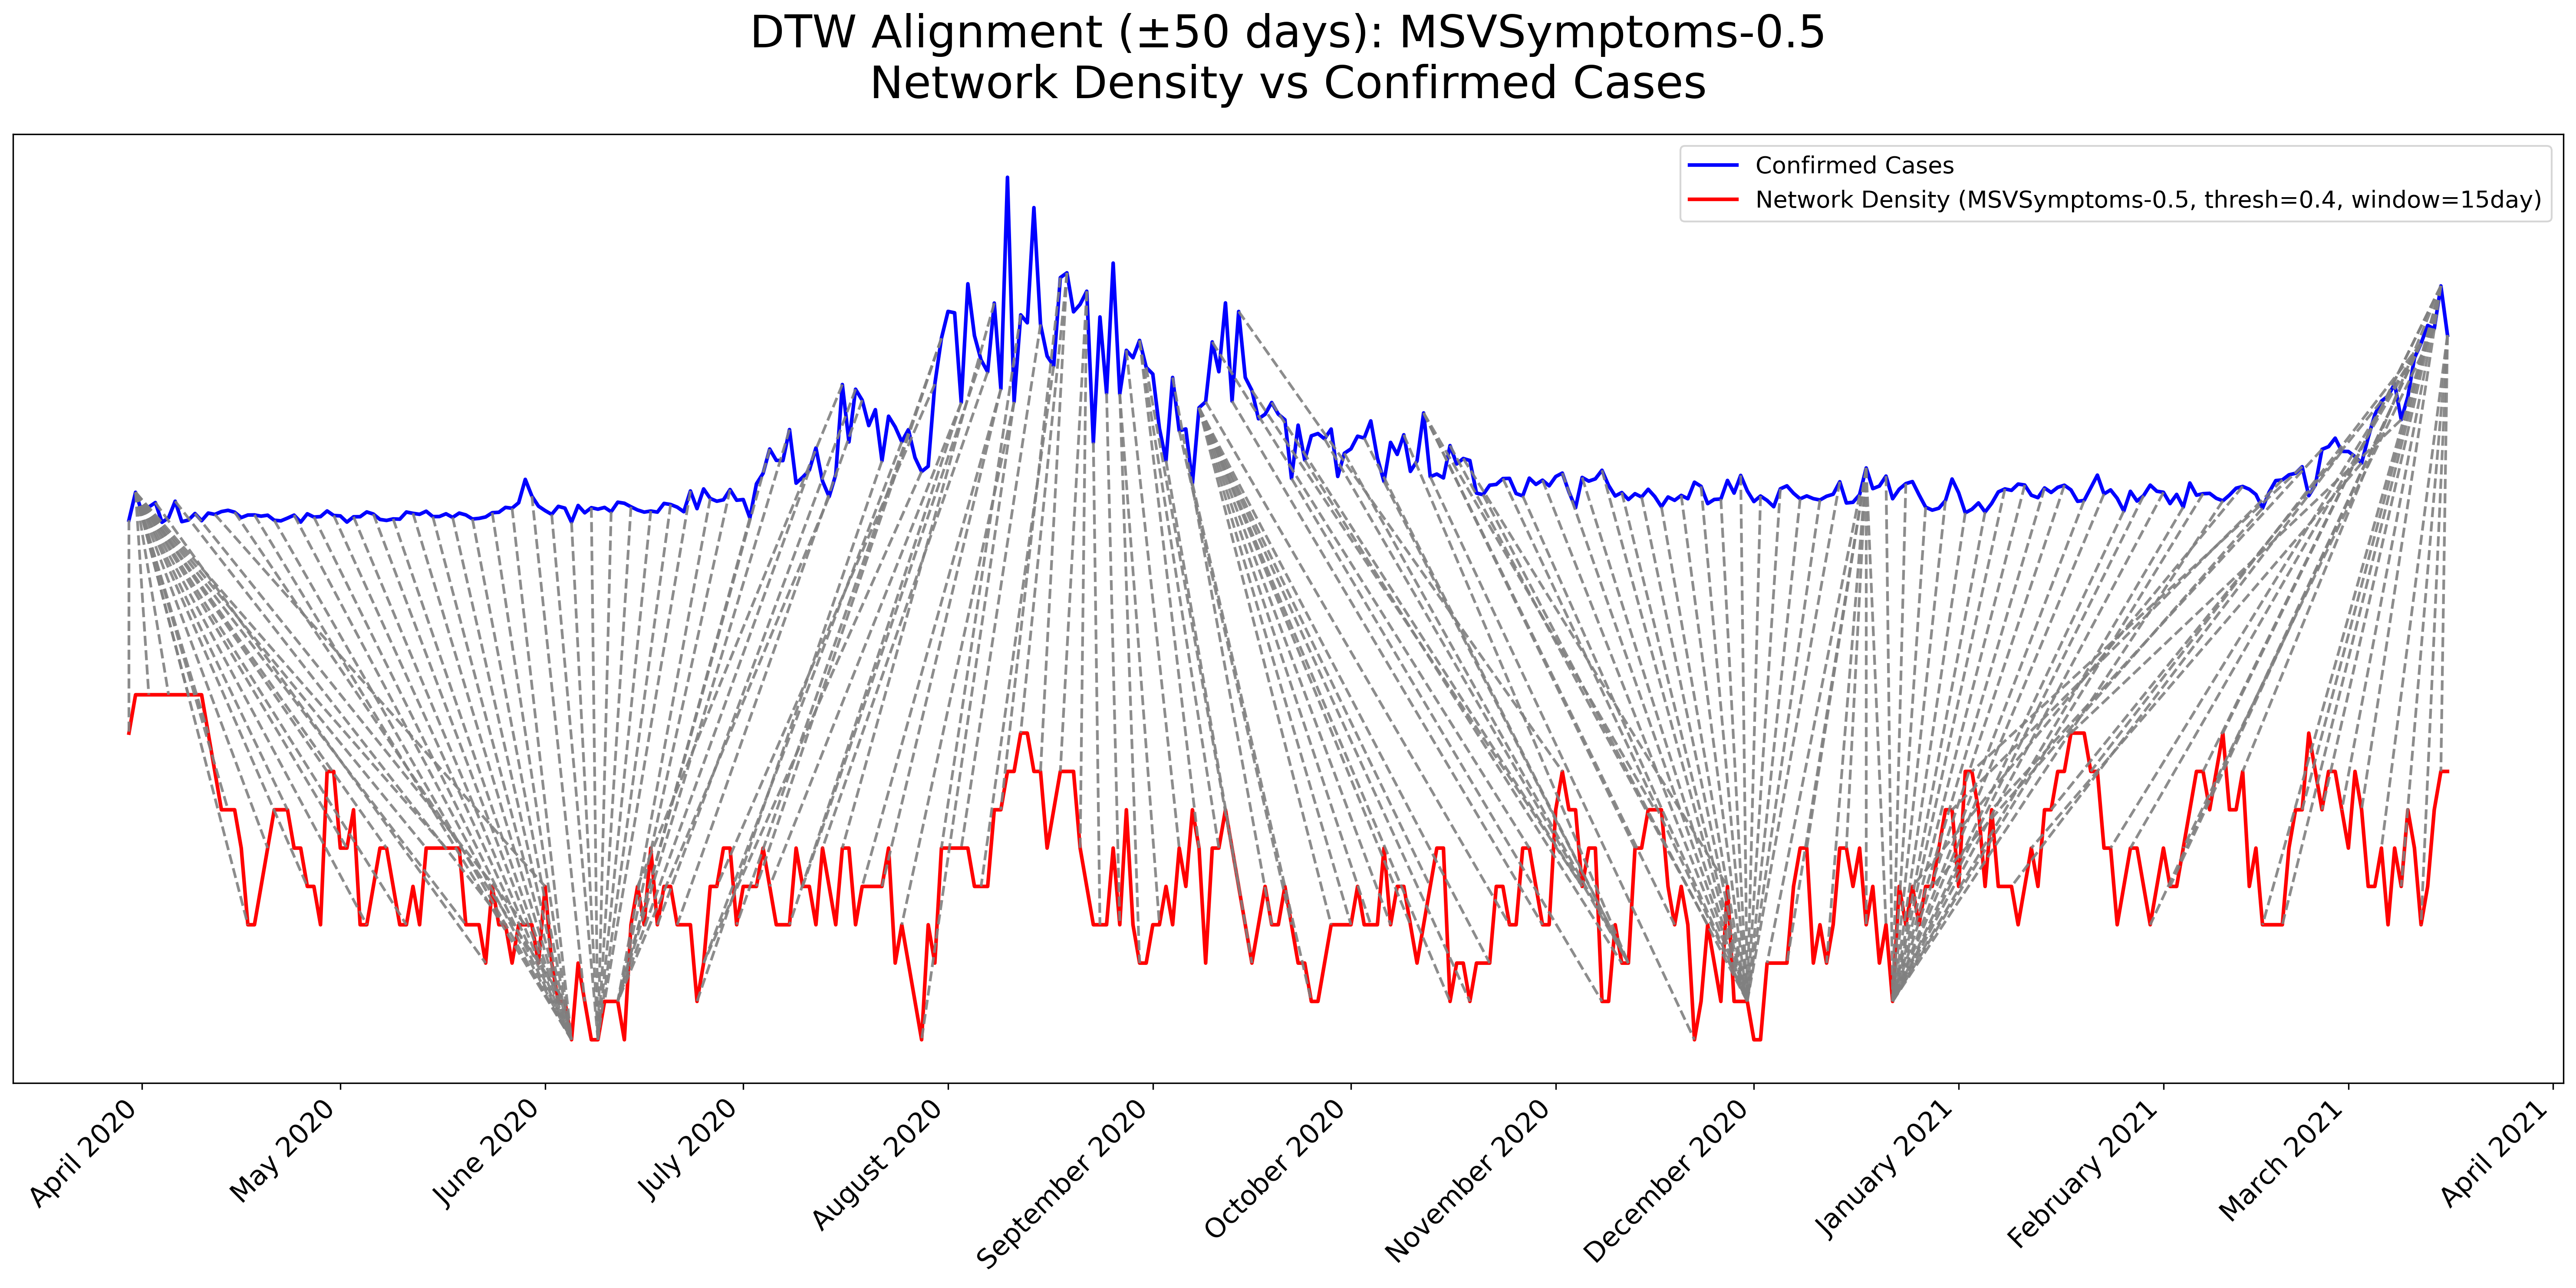 DTW Alignment (±50 days): MSVSymptoms-0.5
Network Density vs Confirmed Cases
Confirmed Cases
Network Density (MSVSymptoms-0.5, thresh=0.4, window=15day)
April 2020
May 2020
June 2020
July 2020
August 2020
September 2020
October 2020
November 2020
December 2020
January 2021
February 2021
March 2021
April 2021